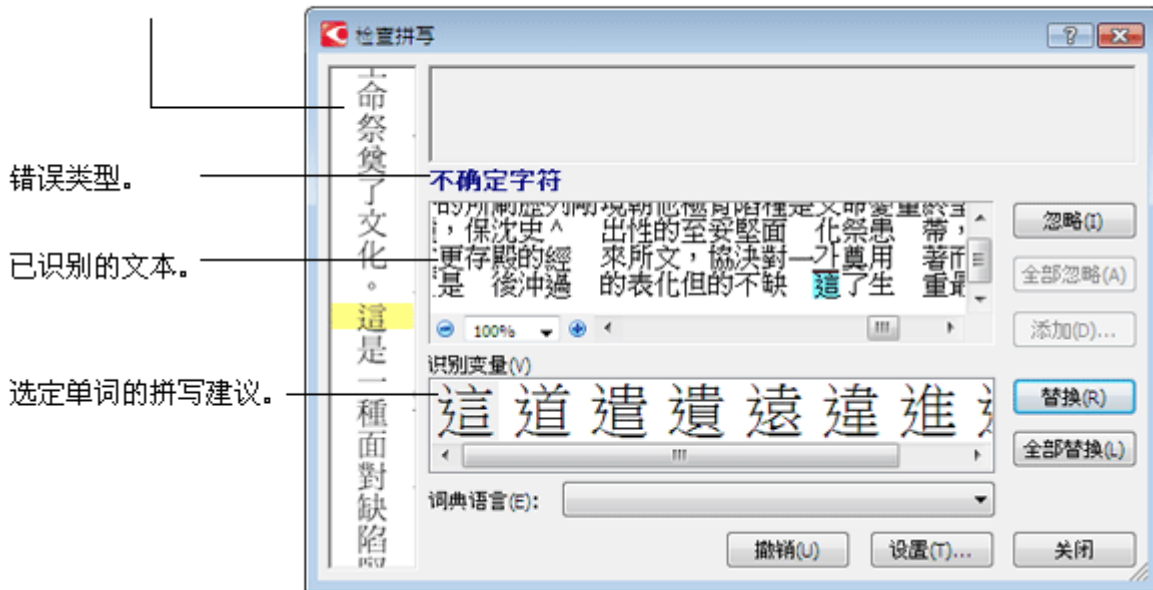 检查拼写
命祭奠了文化。這是一種面對缺陷
错误类型。
不确定字符
，保沈史^ 出性的至妥堅面 化祭患 帶，
更存殿的經 來所文，協決對一가奠用 著而
是 後沖過 的表化但的不缺 這了生 重最
已识别的文本。
100%
忽略(I)
全部忽略(A)
添加(D)...
识别变量(V)
选定单词的拼写建议。
這 道 遣 遺 遠 違 進
替换(R)
全部替换(L)
词典语言(E):
撤销(U) 设置(T)... 关闭